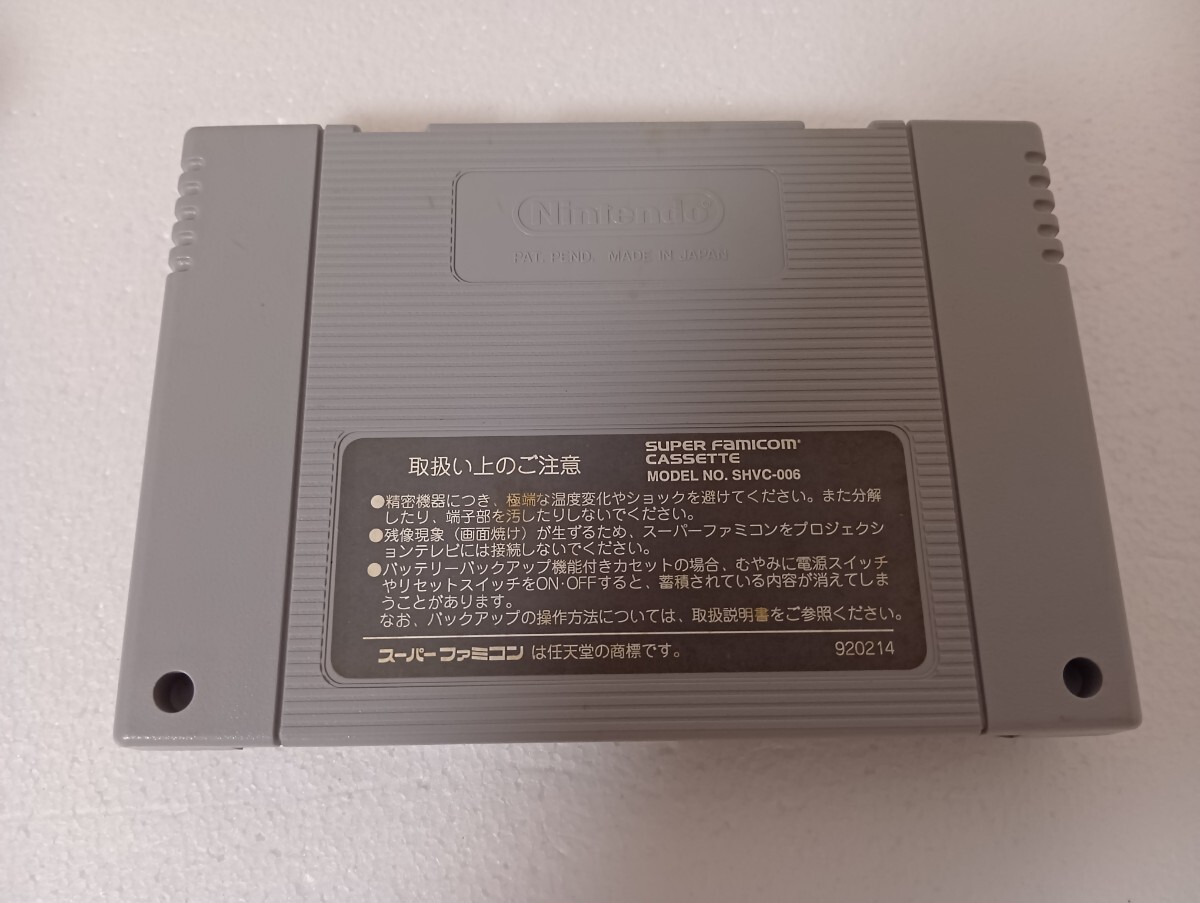 Nintendo
PAT. PEND. MADE IN JAPAN
取扱い上のご注意
SUPER FAMICOM
CASSETTE
MODEL NO. SHVC-006
●精密機器につき、極端な温度変化やショックを避けてください。また分解
したり、端子部を汚したりしないでください。
●残像現象（画面焼け）が生ずるため、スーパーファミコンをプロジェクシ
ョンテレビには接続しないでください。
●バッテリーバックアップ機能付きカセットの場合、むやみに電源スイッチ
やリセットスイッチをON·OFFすると、蓄積されている内容が消えてしま
うことがあります。
なお、バックアップの操作方法については、取扱説明書をご参照ください。
スーパーファミコン は任天堂の商標です。
920214